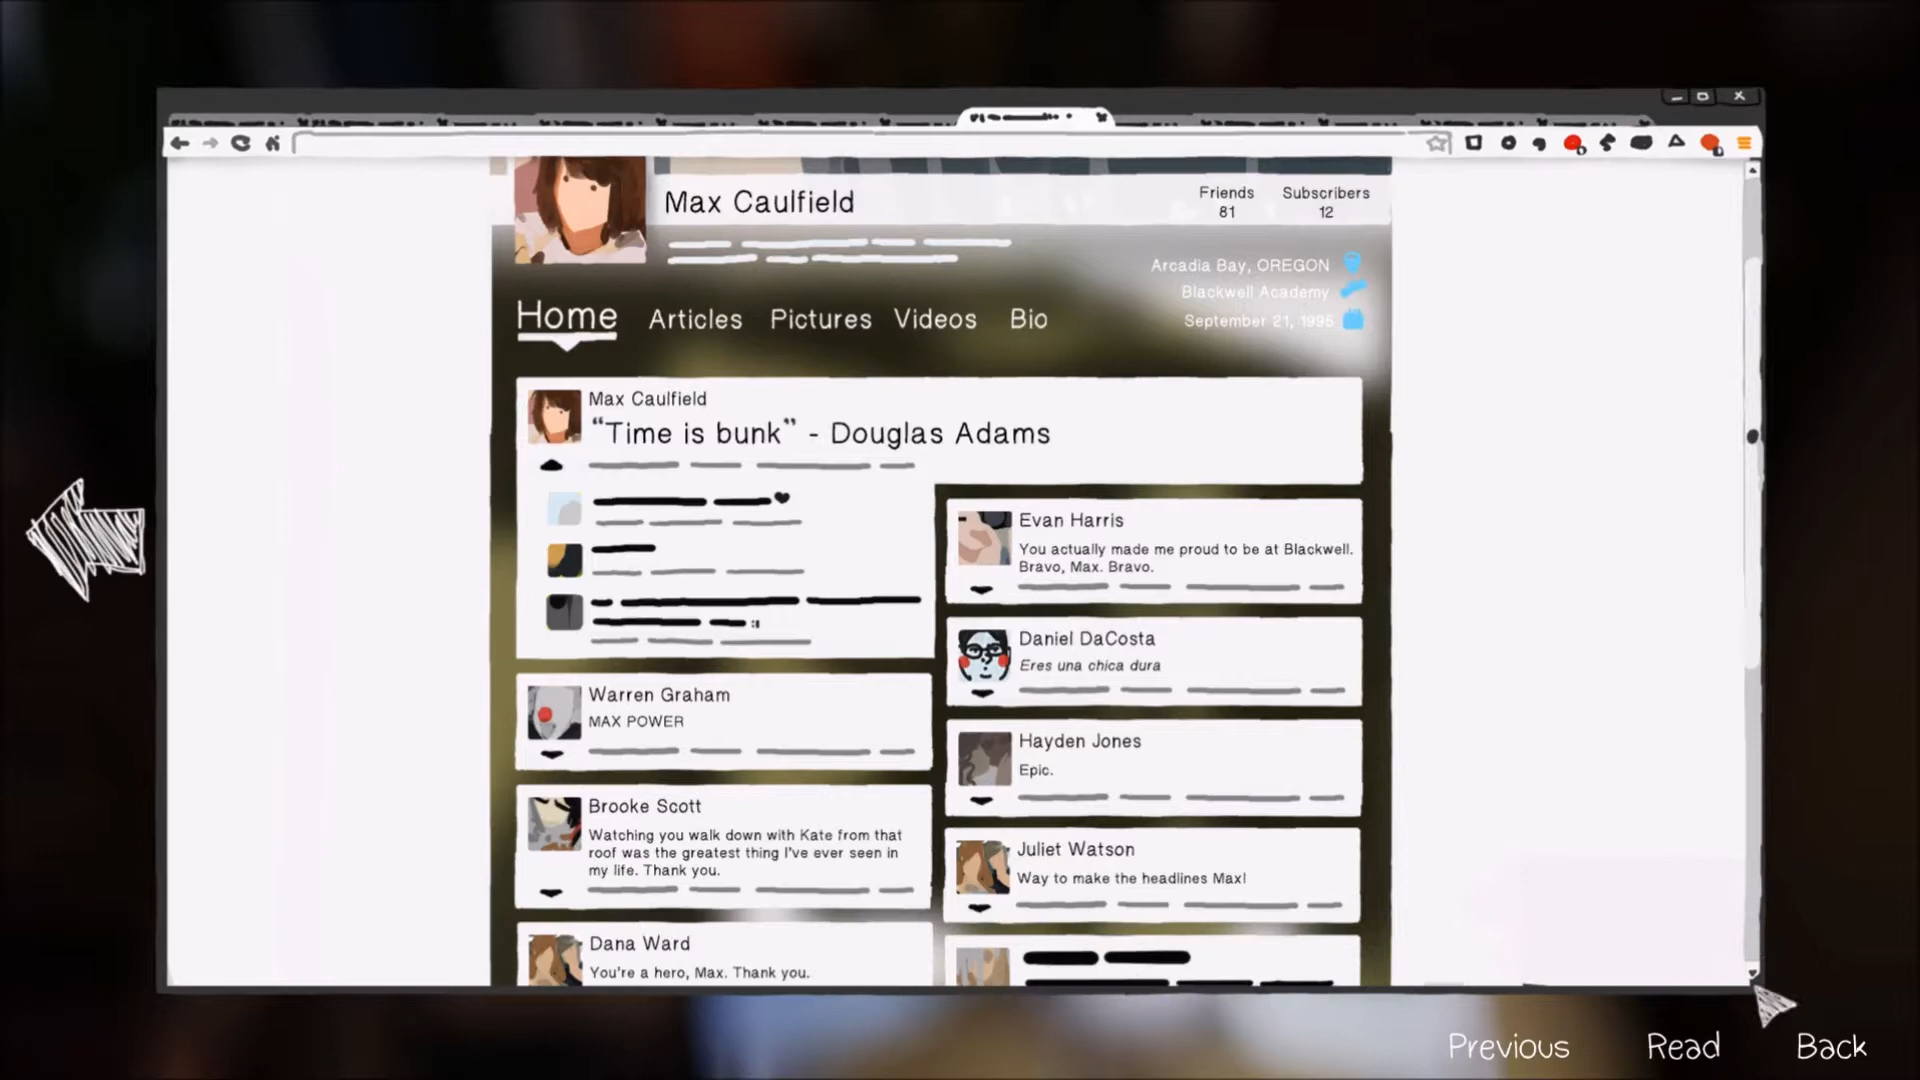 Max Caulfield
Friends
81
Subscribers
12
Arcadia Bay, OREGON
Blackwell Academy
September 21, 1995
Home
Articles
Pictures
Videos
Bio
Max Caulfield
“Time is bunk” - Douglas Adams
Warren Graham
MAX POWER
Brooke Scott
Watching you walk down with Kate from that
roof was the greatest thing I've ever seen in
my life. Thank you.
Dana Ward
You're a hero, Max. Thank you.
Evan Harris
You actually made me proud to be at Blackwell.
Bravo, Max. Bravo.
Daniel DaCosta
Eres una chica dura
Hayden Jones
Epic.
Juliet Watson
Way to make the headlines Max!
Previous
Read
Back